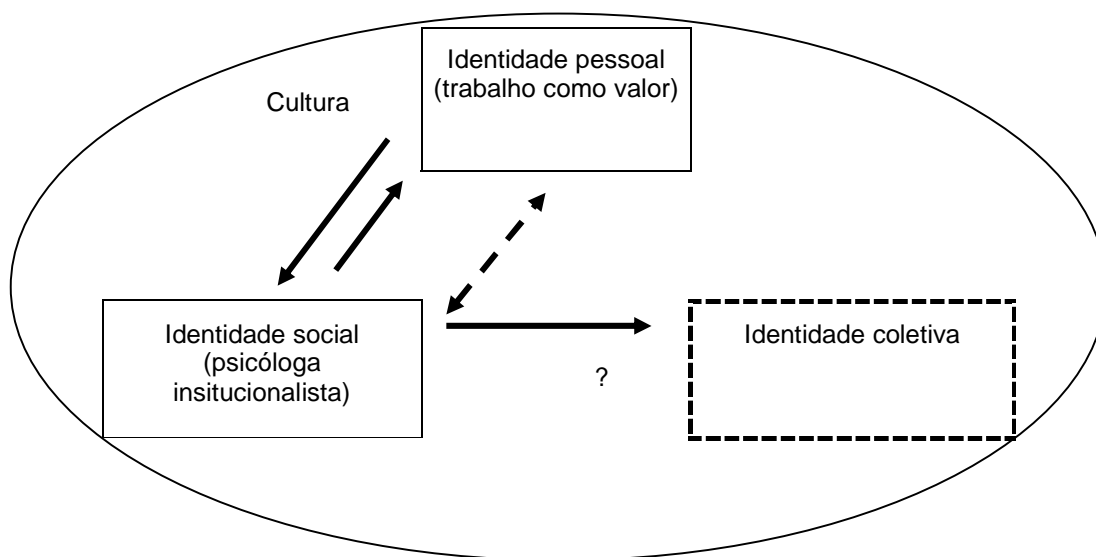 Identidade pessoal
(trabalho como valor)
Cultura
Identidade social
(psicóloga
insitucionalista)
Identidade coletiva
?